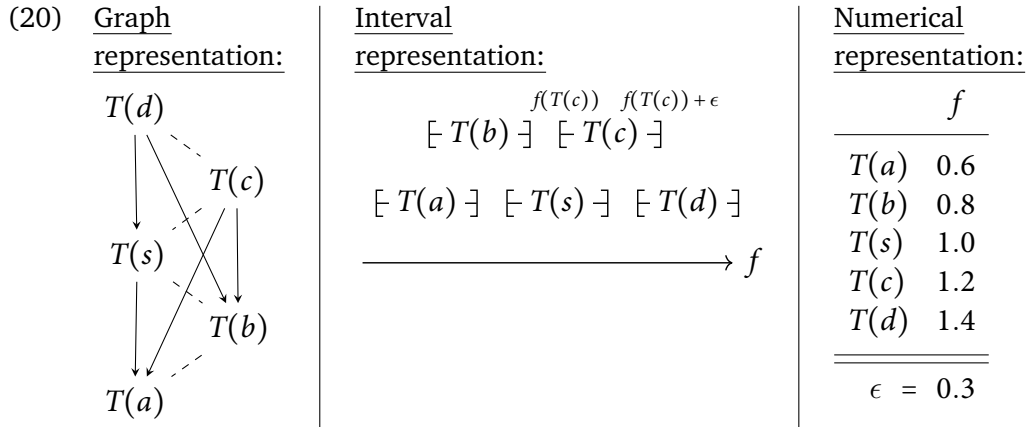 (20) Graph representation:
T(d)
T(c)
T(s)
T(b)
T(a)
Interval representation:
f(T(c)) f(T(c)) + ϵ
[- T(b) -] [- T(c) -]
[- T(a) -] [- T(s) -] [- T(d) -]
f
Numerical representation:
f
T(a) 0.6
T(b) 0.8
T(s) 1.0
T(c) 1.2
T(d) 1.4
ϵ = 0.3